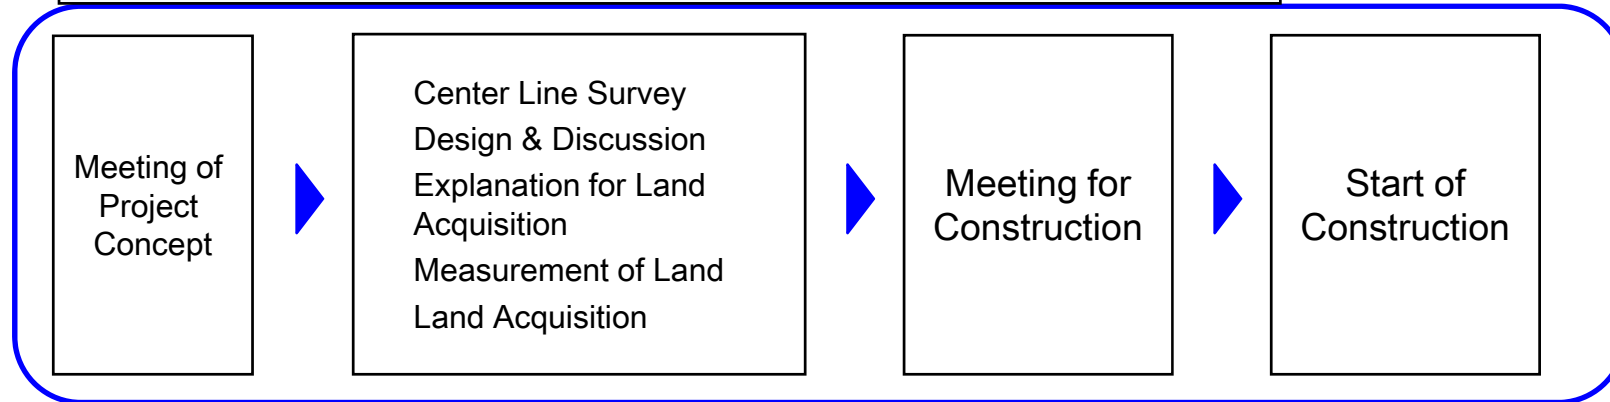 Meeting of
Project
Concept
Center Line Survey
Design & Discussion
Explanation for Land
Acquisition
Measurement of Land
Land Acquisition
Meeting for
Construction
Start of
Construction